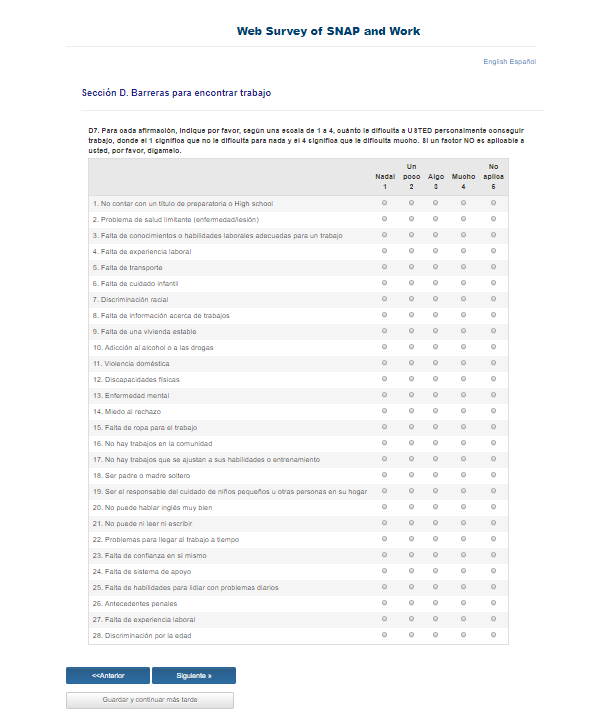 Web Survey of SNAP and Work
English Español
Sección D. Barreras para encontrar trabajo
D7. Para cada afirmación, indique por favor, según una escala de 1 a 4, cuánto le dificulta a USTED personalmente conseguir
trabajo, donde el 1 significa que no le dificulta para nada y el 4 significa que le dificulta mucho. Si un factor NO es aplicable a
usted, por favor, dígamelo.
Un No
Nadal poco Algo Mucho aplica
1 2 3 4 5
1. No contar con un título de preparatoria o High school
2. Problema de salud limitante (enfermedad/lesión)
3. Falta de conocimientos o habilidades laborales adecuadas para un trabajo
4. Falta de experiencia laboral
5. Falta de transporte
6. Falta de cuidado infantil
7. Discriminación racial
8. Falta de información acerca de trabajos
9. Falta de una vivienda estable
10. Adicción al alcohol o a las drogas
11. Violencia doméstica
12. Discapacidades físicas
13. Enfermedad mental
14. Miedo al rechazo
15. Falta de ropa para el trabajo
16. No hay trabajos en la comunidad
17. No hay trabajos que se ajustan a sus habilidades o entrenamiento
18. Ser padre o madre soltero
19. Ser el responsable del cuidado de niños pequeños u otras personas en su hogar
20. No puede hablar inglés muy bien
21. No puede ni leer ni escribir
22. Problemas para llegar al trabajo a tiempo
23. Falta de confianza en sí mismo
24. Falta de sistema de apoyo
25. Falta de habilidades para lidiar con problemas diarios
26. Antecedentes penales
27. Falta de experiencia laboral
28. Discriminación por la edad
<<Anterior Siguiente »
Guardar y continuar más tarde